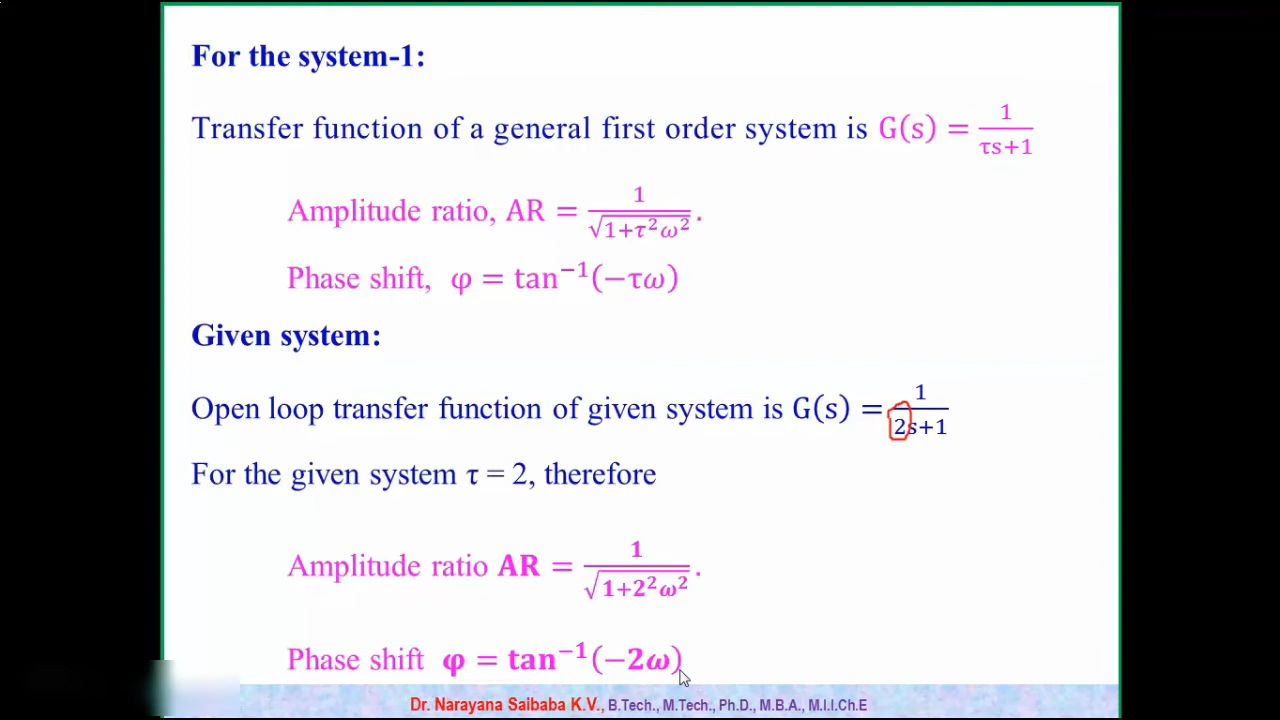 For the system-1:
Transfer function of a general first order system is G(s) = 1/(τs+1)
Amplitude ratio, AR = 1/√(1+τ²ω²).
Phase shift, φ = tan⁻¹(−τω)
Given system:
Open loop transfer function of given system is G(s) = 1/(2s+1)
For the given system τ = 2, therefore
Amplitude ratio AR = 1/√(1+2²ω²).
Phase shift φ = tan⁻¹(−2ω)
Dr. Narayana Saibaba K.V., B.Tech., M.Tech., Ph.D., M.B.A., M.I.I.Ch.E